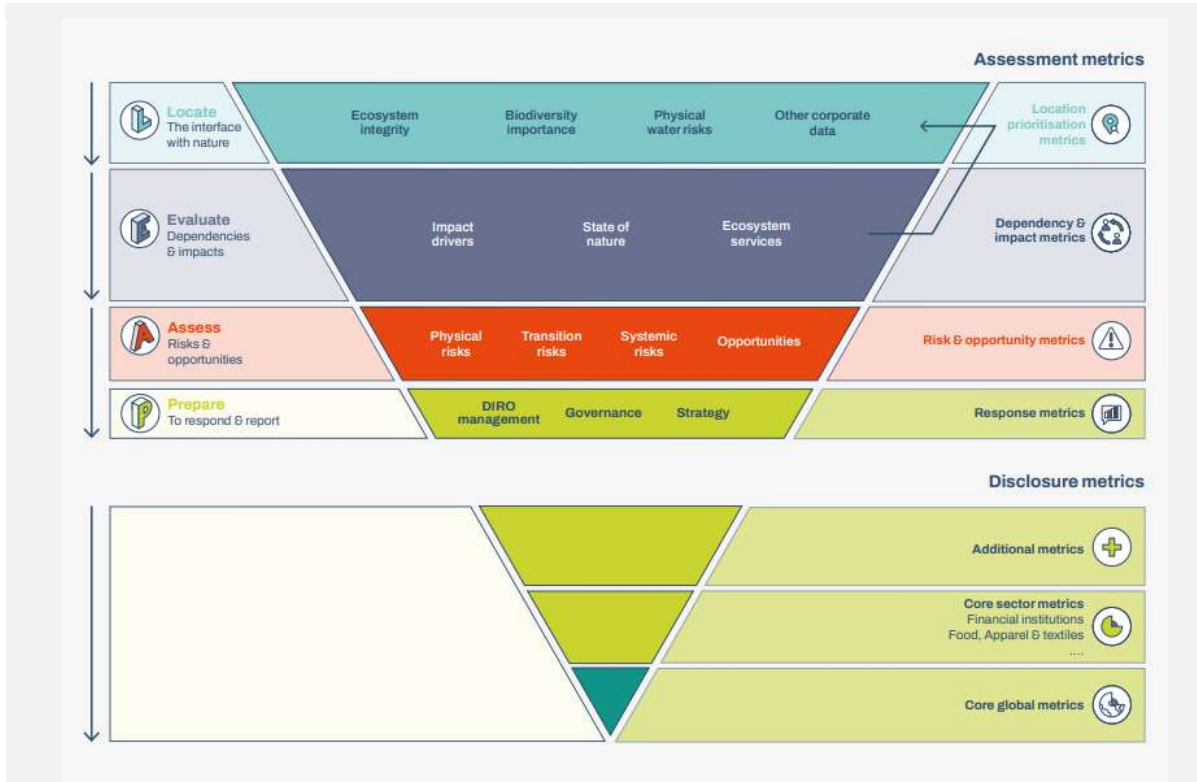 Assessment metrics
Locate
The interface
with nature
Ecosystem
integrity
Biodiversity
importance
Physical
water risks
Other corporate
data
Location
prioritisation
metrics
Evaluate
Dependencies
& impacts
Impact
drivers
State of
nature
Ecosystem
services
Dependency &
impact metrics
Assess
Risks &
opportunities
Physical
risks
Transition
risks
Systemic
risks
Opportunities
Risk & opportunity metrics
Prepare
To respond & report
DIRO
management
Governance
Strategy
Response metrics
Disclosure metrics
Additional metrics
Core sector metrics
Financial institutions
Food, Apparel & textiles
....
Core global metrics